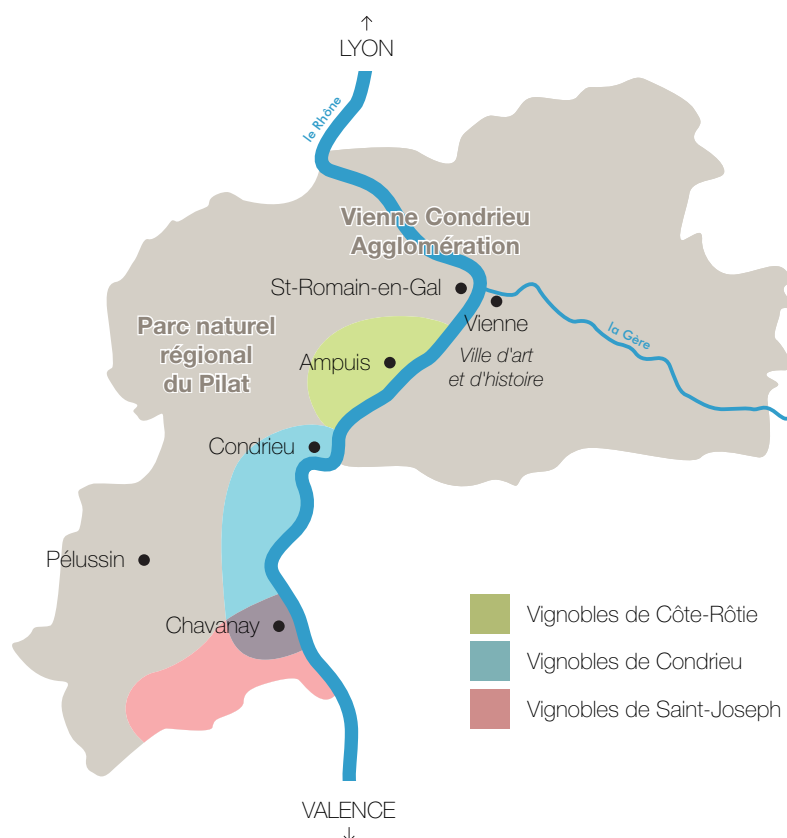 ↑
LYON
le Rhône
Vienne Condrieu
Agglomération
St-Romain-en-Gal
Vienne
Ville d'art
et d'histoire
la Gère
Parc naturel
régional
du Pilat
Ampuis
Condrieu
Pélussin
Chavanay
Vignobles de Côte-Rôtie
Vignobles de Condrieu
Vignobles de Saint-Joseph
VALENCE
↓